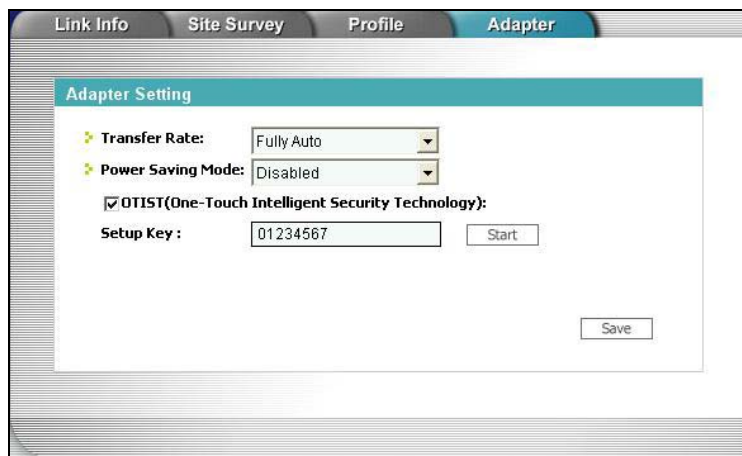 Link Info Site Survey Profile Adapter
Adapter Setting
Transfer Rate: Fully Auto
Power Saving Mode: Disabled
OTIST(One-Touch Intelligent Security Technology):
Setup Key : 01234567 Start
Save